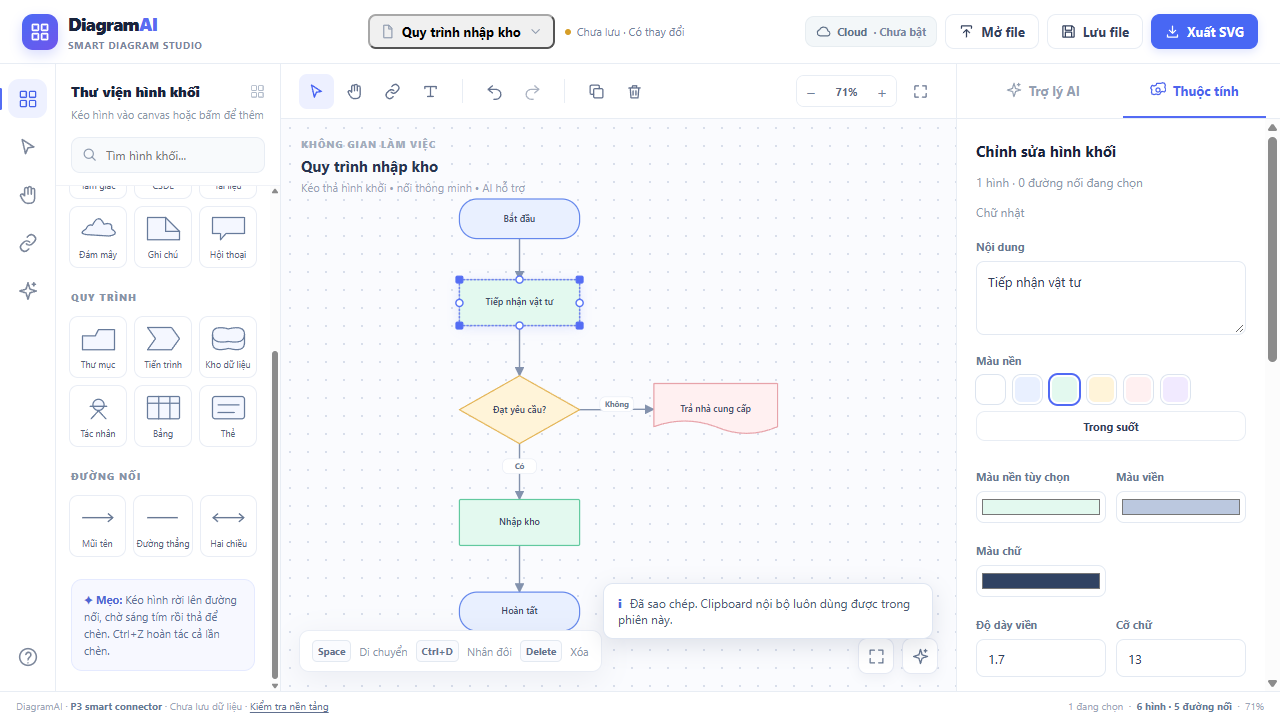 DiagramAI
SMART DIAGRAM STUDIO
Quy trình nhập kho
Chưa lưu · Có thay đổi
Cloud · Chưa bật
Mở file
Lưu file
Xuất SVG
Thư viện hình khối
Kéo hình vào canvas hoặc bấm để thêm
Tìm hình khối...
Tam giác
CSDL
Tài liệu
Đám mây
Ghi chú
Hội thoại
QUY TRÌNH
Thư mục
Tiến trình
Kho dữ liệu
Tác nhân
Bảng
Thẻ
ĐƯỜNG NỐI
Mũi tên
Đường thẳng
Hai chiều
✦ Mẹo: Kéo hình rời lên đường
nối, chờ sáng tím rồi thả để
chèn. Ctrl+Z hoàn tác cả lần
chèn.
71%
KHÔNG GIAN LÀM VIỆC
Quy trình nhập kho
Kéo thả hình khối • nối thông minh • AI hỗ trợ
Bắt đầu
Tiếp nhận vật tư
Đạt yêu cầu?
Không
Trả nhà cung cấp
Có
Nhập kho
Hoàn tất
Space Di chuyển Ctrl+D Nhân đôi Delete Xóa
i Đã sao chép. Clipboard nội bộ luôn dùng được trong
phiên này.
Trợ lý AI
Thuộc tính
Chỉnh sửa hình khối
1 hình · 0 đường nối đang chọn
Chữ nhật
Nội dung
Tiếp nhận vật tư
Màu nền
Trong suốt
Màu nền tùy chọn
Màu viền
Màu chữ
Độ dày viền
Cỡ chữ
1.7
13
DiagramAI · P3 smart connector · Chưa lưu dữ liệu · Kiểm tra nền tảng
1 đang chọn · 6 hình · 5 đường nối · 71%